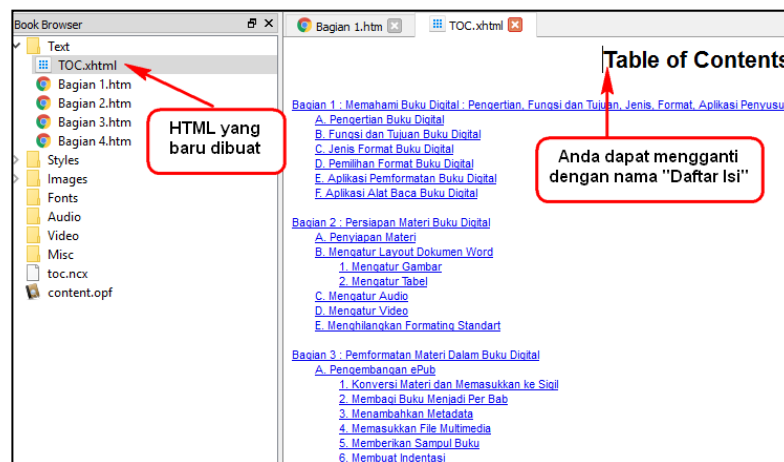 Book Browser
Text
TOC.xhtml
Bagian 1.htm
Bagian 2.htm
Bagian 3.htm
Bagian 4.htm
Styles
Images
Fonts
Audio
Video
Misc
toc.ncx
content.opf
HTML yang
baru dibuat
Bagian 1.htm
TOC.xhtml
Table of Contents
Bagian 1 : Memahami Buku Digital : Pengertian, Fungsi dan Tujuan, Jenis, Format, Aplikasi Penyusu
A. Pengertian Buku Digital
B. Fungsi dan Tujuan Buku Digital
C. Jenis Format Buku Digital
D. Pemilihan Format Buku Digital
E. Aplikasi Pemformatan Buku Digital
F. Aplikasi Alat Baca Buku Digital
Anda dapat mengganti
dengan nama "Daftar Isi"
Bagian 2 : Persiapan Materi Buku Digital
A. Penyiapan Materi
B. Mengatur Layout Dokumen Word
1. Mengatur Gambar
2. Mengatur Tabel
C. Mengatur Audio
D. Mengatur Video
E. Menghilangkan Formating Standart
Bagian 3 : Pemformatan Materi Dalam Buku Digital
A. Pengembangan ePub
1. Konversi Materi dan Memasukkan ke Sigil
2. Membagi Buku Menjadi Per Bab
3. Menambahkan Metadata
4. Memasukkan File Multimedia
5. Memberikan Sampul Buku
6. Membuat Indentasi